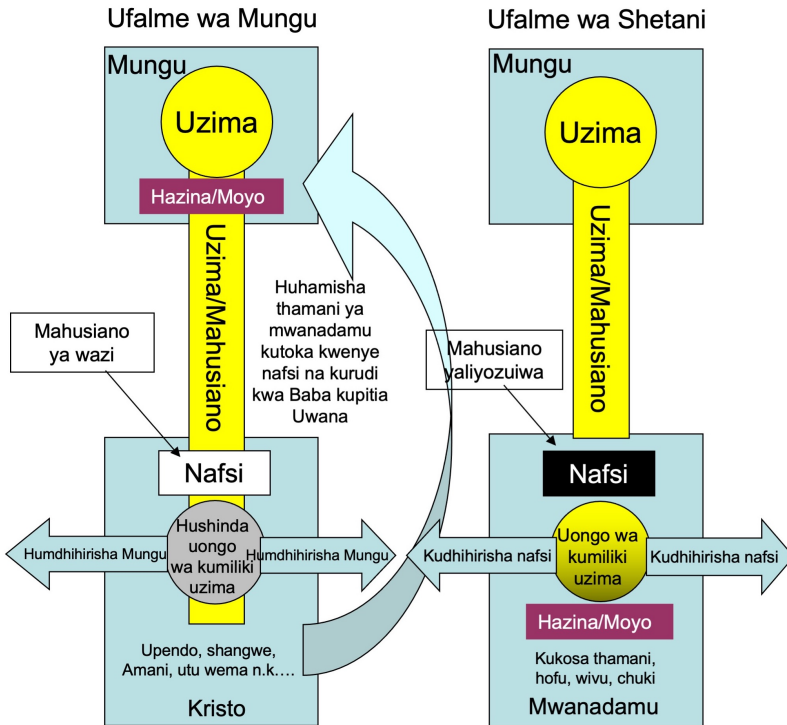 Ufalme wa Mungu
Mungu
Uzima
Hazina/Moyo
Uzima/Mahusiano
Mahusiano
ya wazi
Huhamisha
thamani ya
mwanadamu
kutoka kwenye
nafsi na kurudi
kwa Baba kupitia
Uwana
Nafsi
Humdhihirisha Mungu
Hushinda
uongo
wa kumiliki
uzima
Humdhihirisha Mungu
Upendo, shangwe,
Amani, utu wema n.k….
Kristo
Ufalme wa Shetani
Mungu
Uzima
Uzima/Mahusiano
Mahusiano
yaliyozuiwa
Nafsi
Kudhihirisha nafsi
Uongo wa
kumiliki
uzima
Kudhihirisha nafsi
Hazina/Moyo
Kukosa thamani,
hofu, wivu, chuki
Mwanadamu